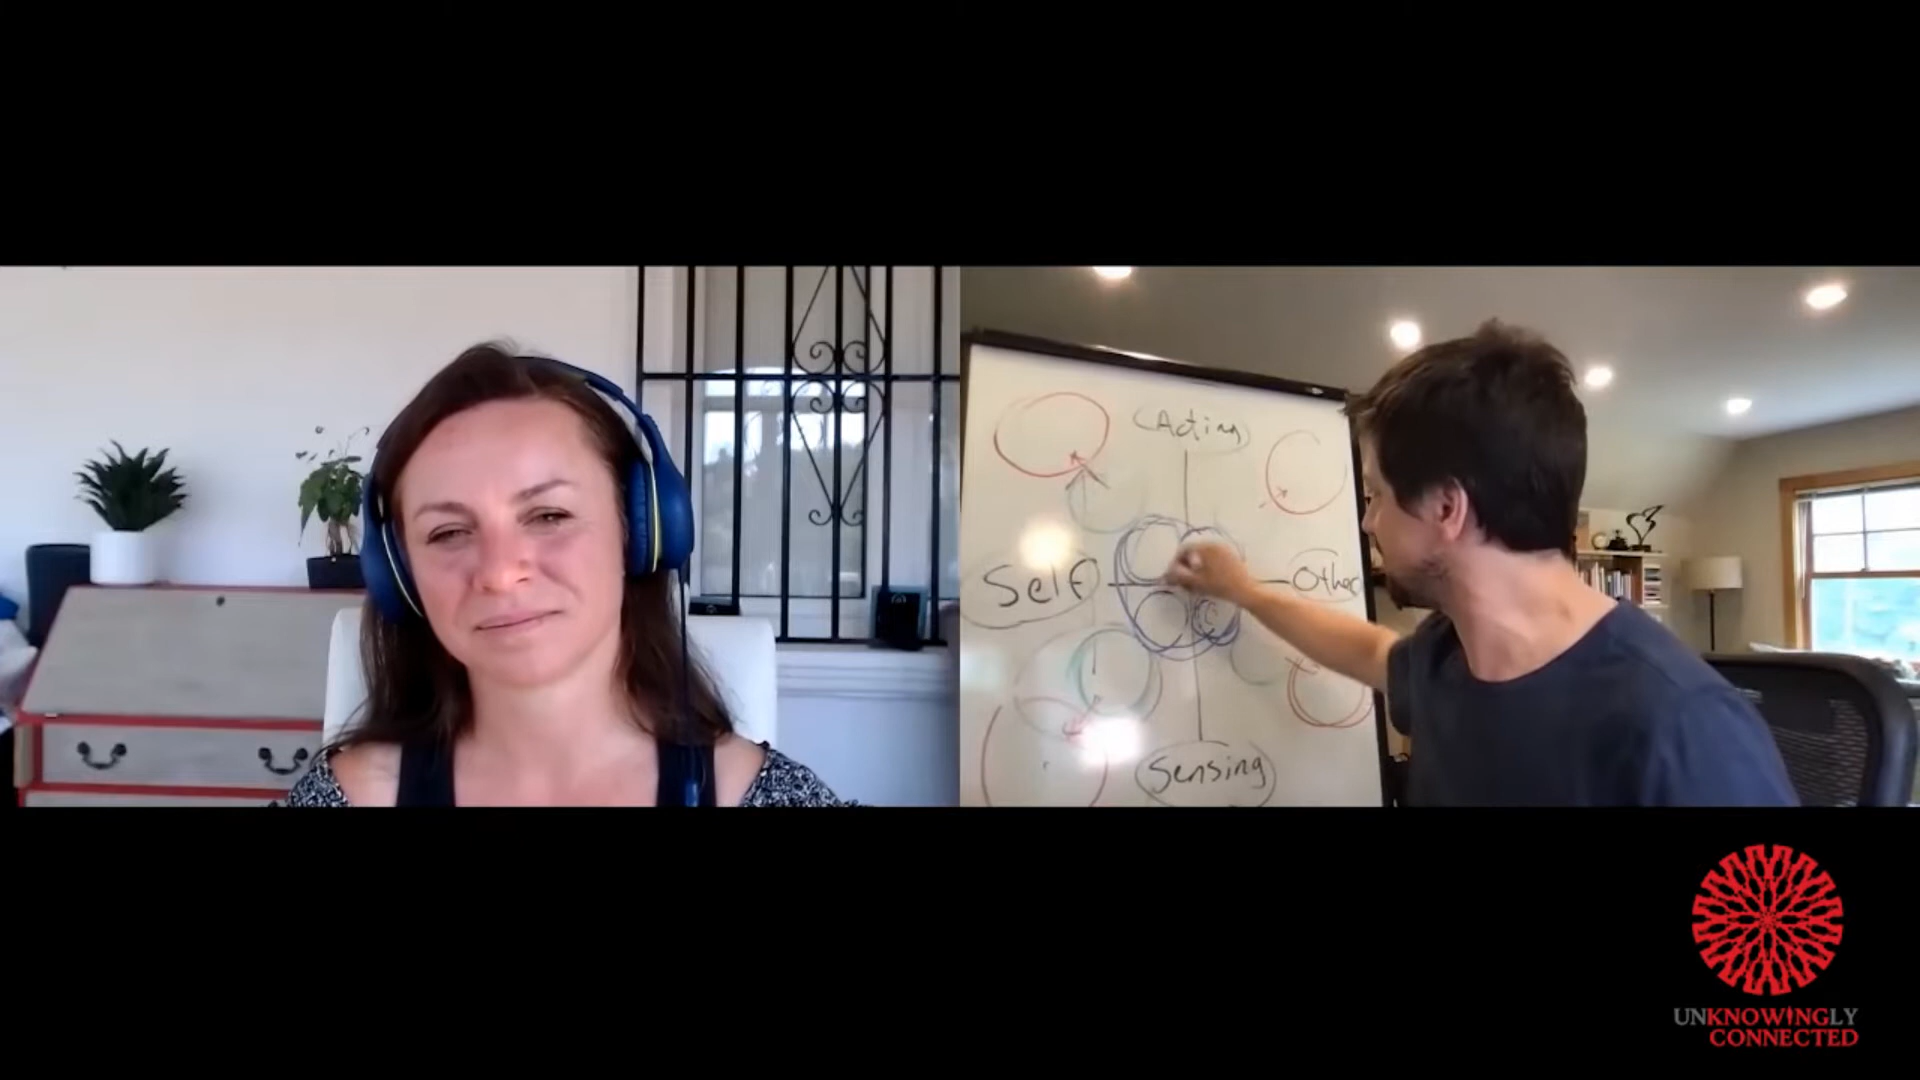 (Acting)
Self
Other
Sensing
UNKNOWINGLY
CONNECTED